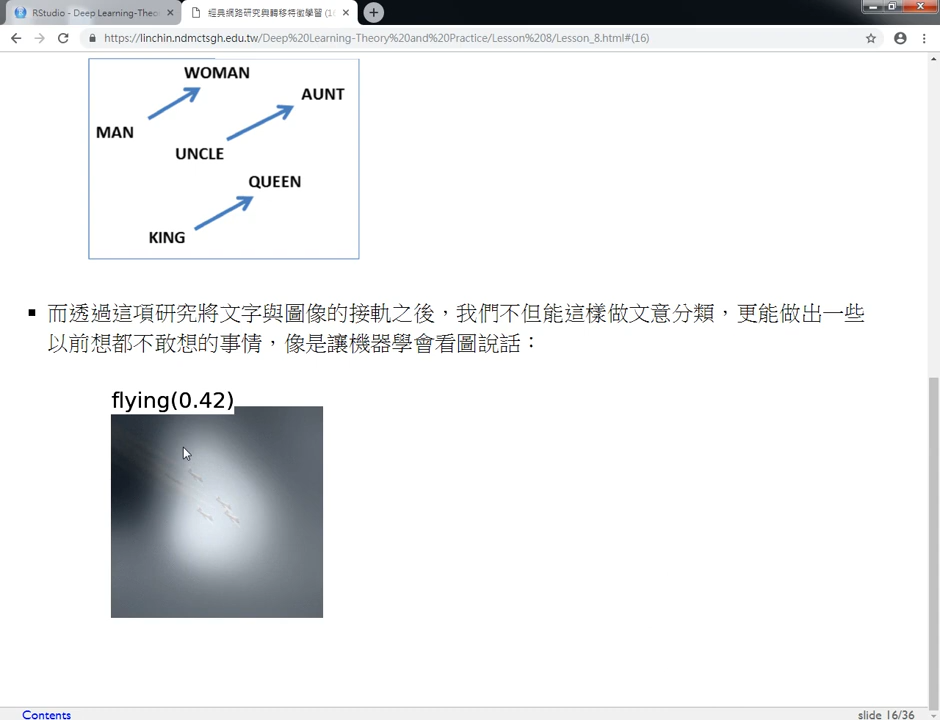 RStudio - Deep Learning-Theo
經典網路研究與轉移特徵學習 (16
https://linchin.ndmctsgh.edu.tw/Deep%20Learning-Theory%20and%20Practice/Lesson%208/Lesson_8.html#(16)
WOMAN
AUNT
MAN
UNCLE
QUEEN
KING
而透過這項研究將文字與圖像的接軌之後，我們不但能這樣做文意分類，更能做出一些
以前想都不敢想的事情，像是讓機器學會看圖說話：
flying(0.42)
Contents
slide 16/36